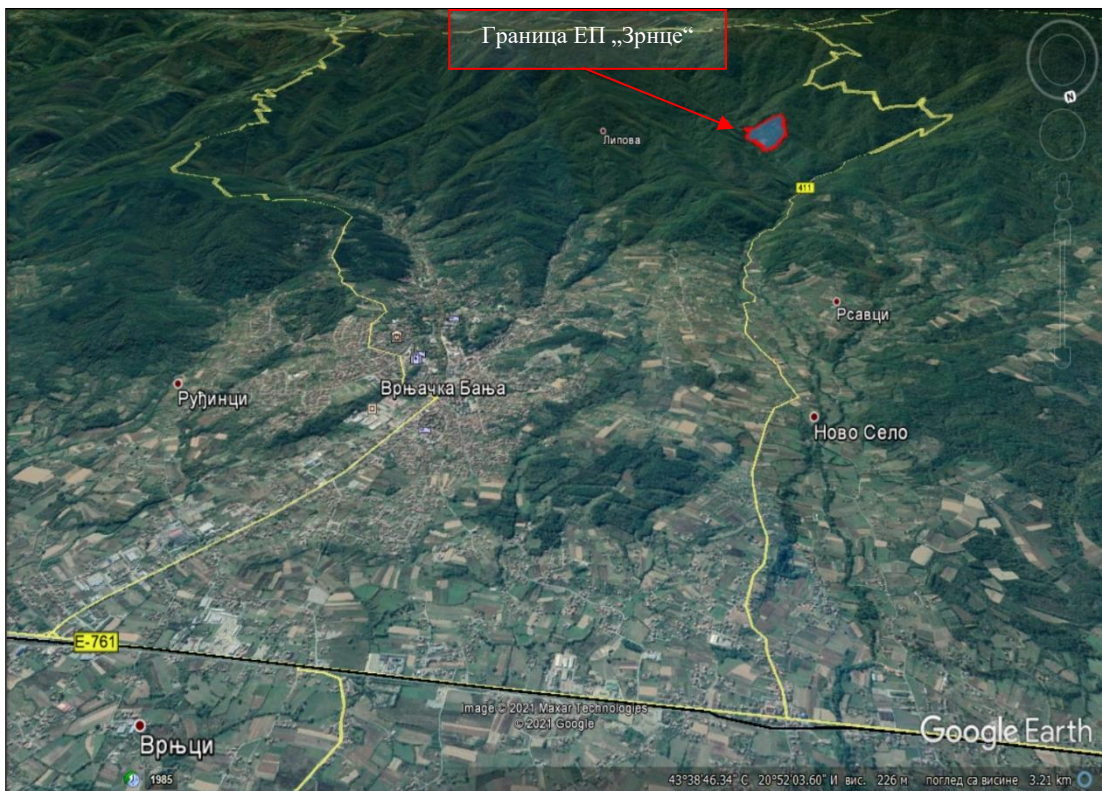 Граница ЕП „Зрнце“
N
Липова
411
Рсавци
Врњачка Бања
Руђинци
Ново Село
E-761
Image © 2021 Maxar Technologies
© 2021 Google
Google Earth
Врњци
1985
43°38'46.34" С 20°52'03.60" И вис. 226 м поглед са висине 3.21 km